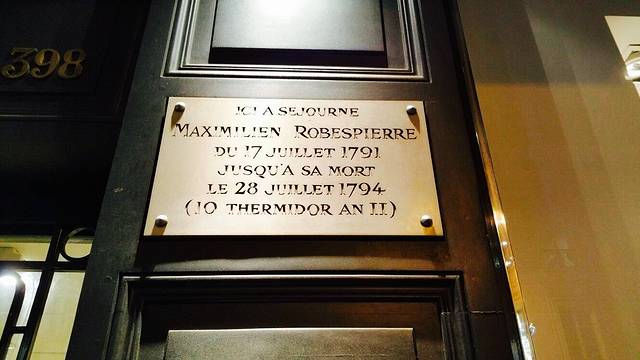 398
ICI A SEJOURNE
MAXIMILIEN ROBESPIERRE
DU 17 JUILLET 1791
JUSQU'A SA MORT
LE 28 JUILLET 1794
(10 THERMIDOR AN II)